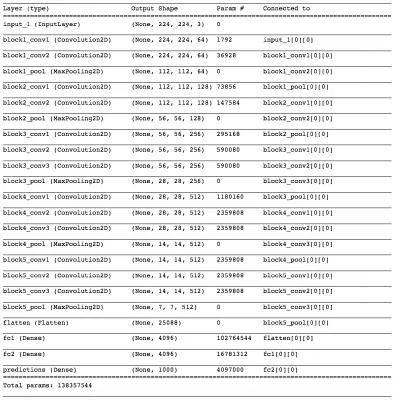 Layer (type) Output Shape Param # Connected to
input_1 (InputLayer) (None, 224, 224, 3) 0
block1_conv1 (Convolution2D) (None, 224, 224, 64) 1792 input_1[0][0]
block1_conv2 (Convolution2D) (None, 224, 224, 64) 36928 block1_conv1[0][0]
block1_pool (MaxPooling2D) (None, 112, 112, 64) 0 block1_conv2[0][0]
block2_conv1 (Convolution2D) (None, 112, 112, 128) 73856 block1_pool[0][0]
block2_conv2 (Convolution2D) (None, 112, 112, 128) 147584 block2_conv1[0][0]
block2_pool (MaxPooling2D) (None, 56, 56, 128) 0 block2_conv2[0][0]
block3_conv1 (Convolution2D) (None, 56, 56, 256) 295168 block2_pool[0][0]
block3_conv2 (Convolution2D) (None, 56, 56, 256) 590080 block3_conv1[0][0]
block3_conv3 (Convolution2D) (None, 56, 56, 256) 590080 block3_conv2[0][0]
block3_pool (MaxPooling2D) (None, 28, 28, 256) 0 block3_conv3[0][0]
block4_conv1 (Convolution2D) (None, 28, 28, 512) 1180160 block3_pool[0][0]
block4_conv2 (Convolution2D) (None, 28, 28, 512) 2359808 block4_conv1[0][0]
block4_conv3 (Convolution2D) (None, 28, 28, 512) 2359808 block4_conv2[0][0]
block4_pool (MaxPooling2D) (None, 14, 14, 512) 0 block4_conv3[0][0]
block5_conv1 (Convolution2D) (None, 14, 14, 512) 2359808 block4_pool[0][0]
block5_conv2 (Convolution2D) (None, 14, 14, 512) 2359808 block5_conv1[0][0]
block5_conv3 (Convolution2D) (None, 14, 14, 512) 2359808 block5_conv2[0][0]
block5_pool (MaxPooling2D) (None, 7, 7, 512) 0 block5_conv3[0][0]
flatten (Flatten) (None, 25088) 0 block5_pool[0][0]
fc1 (Dense) (None, 4096) 102764544 flatten[0][0]
fc2 (Dense) (None, 4096) 16781312 fc1[0][0]
predictions (Dense) (None, 1000) 4097000 fc2[0][0]
Total params: 138357544